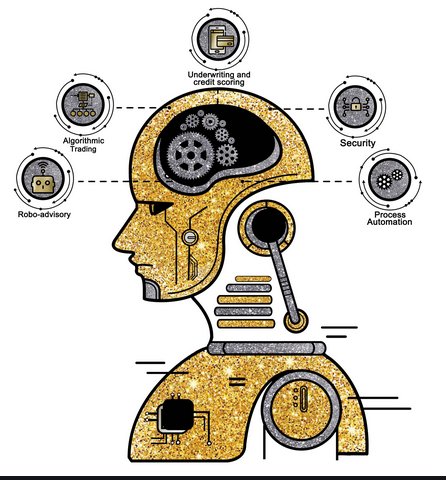 Underwriting and
credit scoring
Algorithmic
Trading
Security
Robo-advisory
Process
Automation